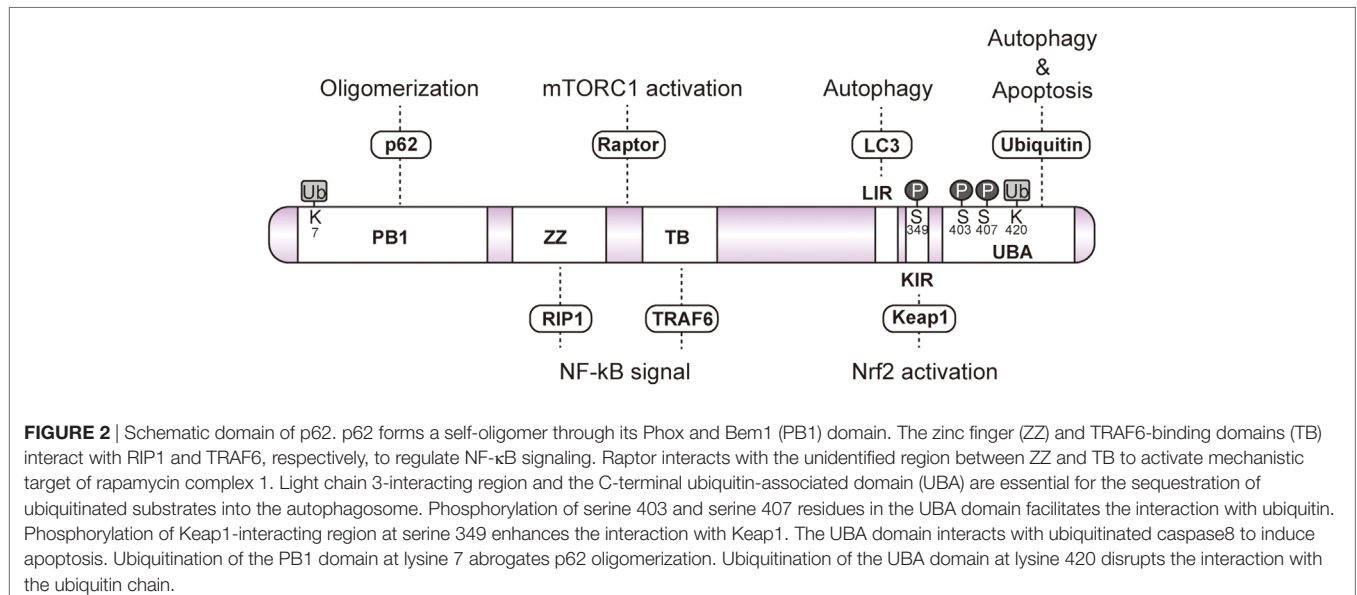 Autophagy
&
Apoptosis
Oligomerization
mTORC1 activation
Autophagy
p62
Raptor
LC3
Ubiquitin
LIR
Ub
P
P
P
Ub
K
7
S
349
S
403
S
407
K
420
PB1
ZZ
TB
UBA
KIR
RIP1
TRAF6
Keap1
NF-kB signal
Nrf2 activation
FIGURE 2 | Schematic domain of p62. p62 forms a self-oligomer through its Phox and Bem1 (PB1) domain. The zinc finger (ZZ) and TRAF6-binding domains (TB)
interact with RIP1 and TRAF6, respectively, to regulate NF-κB signaling. Raptor interacts with the unidentified region between ZZ and TB to activate mechanistic
target of rapamycin complex 1. Light chain 3-interacting region and the C-terminal ubiquitin-associated domain (UBA) are essential for the sequestration of
ubiquitinated substrates into the autophagosome. Phosphorylation of serine 403 and serine 407 residues in the UBA domain facilitates the interaction with ubiquitin.
Phosphorylation of Keap1-interacting region at serine 349 enhances the interaction with Keap1. The UBA domain interacts with ubiquitinated caspase8 to induce
apoptosis. Ubiquitination of the PB1 domain at lysine 7 abrogates p62 oligomerization. Ubiquitination of the UBA domain at lysine 420 disrupts the interaction with
the ubiquitin chain.